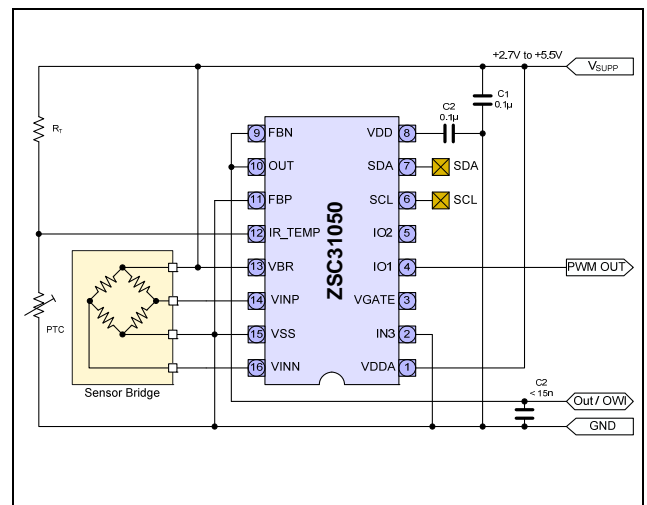 +2.7V to +5.5V
VSUPP
C1
0.1µ
C2
0.1µ
RT
9 FBN
VDD 8
10 OUT
SDA 7
SDA
11 FBP
SCL 6
SCL
12 IR_TEMP
IO2 5
13 VBR
IO1 4
PWM OUT
14 VINP
VGATE 3
15 VSS
IN3 2
16 VINN
VDDA 1
ZSC31050
PTC
Sensor Bridge
C2
< 15n
Out / OWI
GND